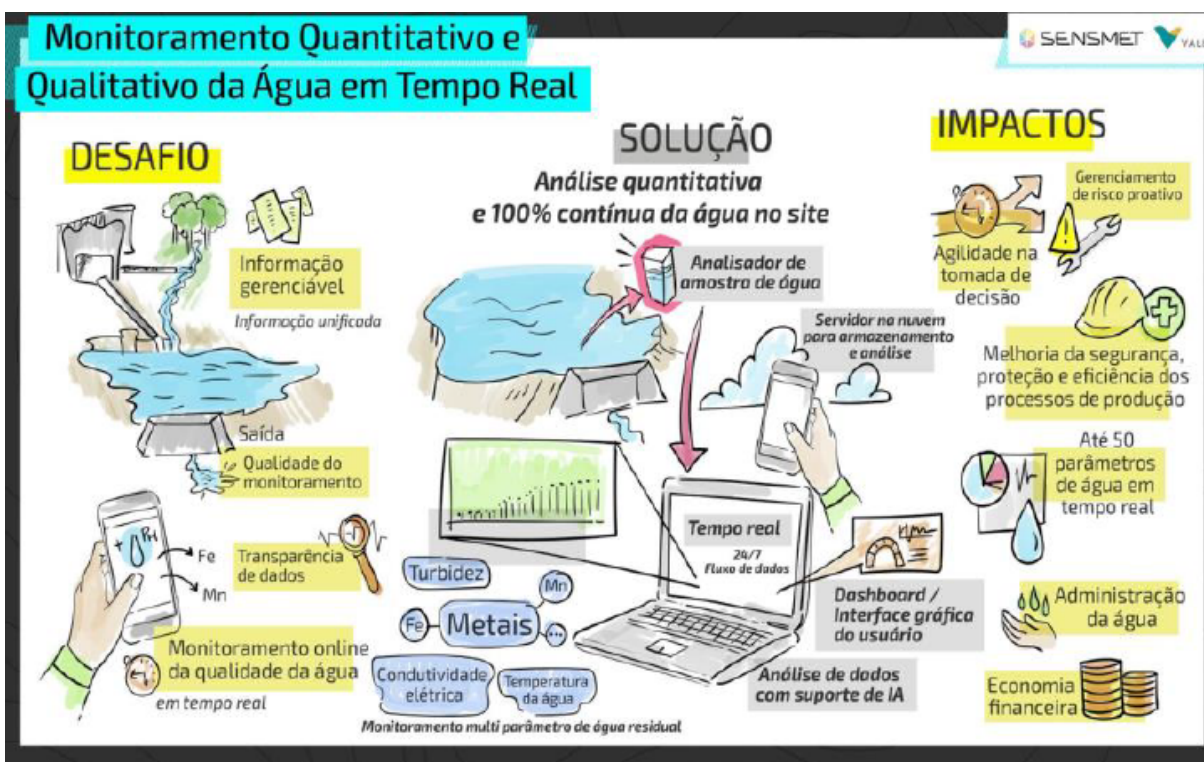 Monitoramento Quantitativo e
Qualitativo da Água em Tempo Real
SENSMET
VALE
DESAFIO
Informação
gerenciável
Informação unificada
Saída
Qualidade do
monitoramento
PH
Fe
Mn
Transparência
de dados
Monitoramento online
da qualidade da água
em tempo real
SOLUÇÃO
Análise quantitativa
e 100% contínua da água no site
Analisador de
amostra de água
Servidor na nuvem
para armazenamento
e análise
Tempo real
24/7
Fluxo de dados
Dashboard /
Interface gráfica
do usuário
Análise de dados
com suporte de IA
Turbidez
Fe
Metais
Mn
...
Condutividade
elétrica
Temperatura
da água
Monitoramento multi parâmetro de água residual
IMPACTOS
Gerenciamento
de risco proativo
Agilidade na
tomada de
decisão
Melhoria da segurança,
proteção e eficiência dos
processos de produção
Até 50
parâmetros
de água em
tempo real
Administração
da água
Economia
financeira